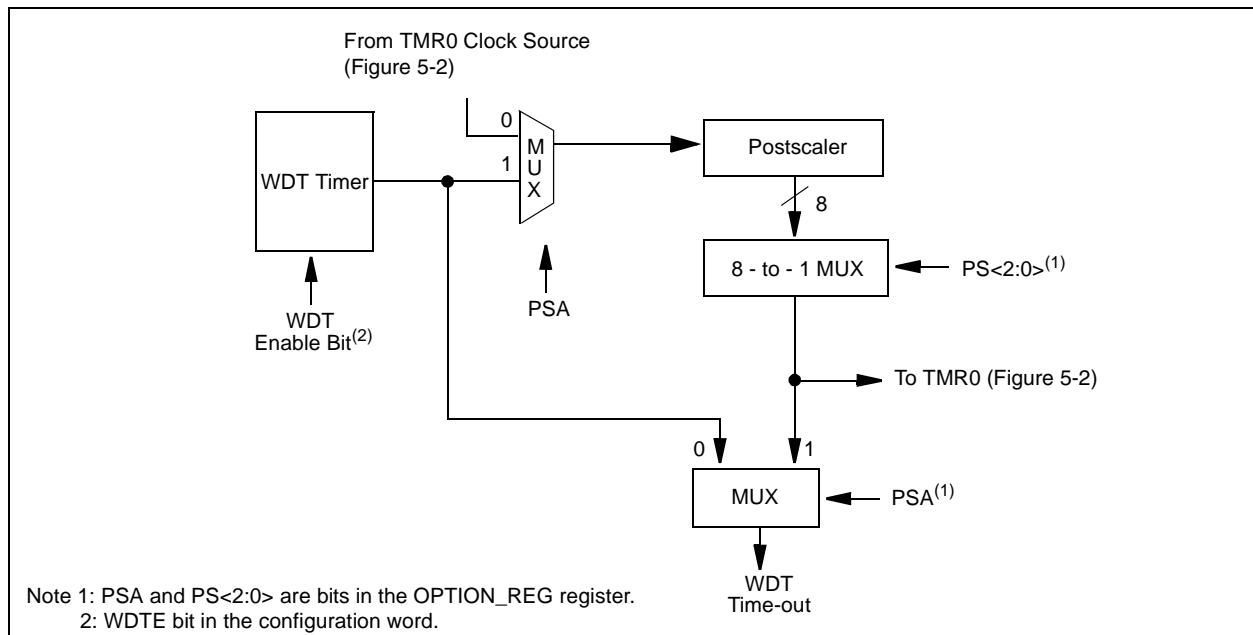 From TMR0 Clock Source
(Figure 5-2)
0
1
M
U
X
WDT Timer
Postscaler
8
8 - to - 1 MUX
PS<2:0>(1)
PSA
WDT
Enable Bit(2)
To TMR0 (Figure 5-2)
0
1
MUX
PSA(1)
WDT
Time-out
Note 1: PSA and PS<2:0> are bits in the OPTION_REG register.
2: WDTE bit in the configuration word.